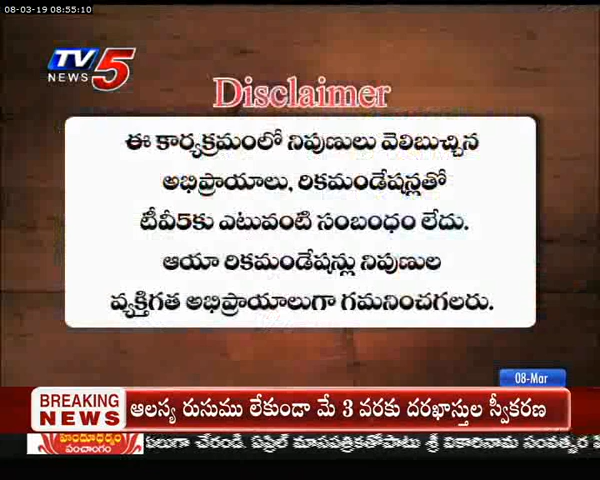 08-03-19 08:55:10
TV5
NEWS
Disclaimer
ఈ కార్యక్రమంలో నిపుణులు వెలిబుచ్చిన
అభిప్రాయాలు, రికమండేషన్లతో
టీవీ5కు ఎటువంటి సంబంధం లేదు.
ఆయా రికమండేషన్లు నిపుణుల
వ్యక్తిగత అభిప్రాయాలుగా గమనించగలరు.
08-Mar
BREAKING
NEWS
ఆలస్య రుసుము లేకుండా మే 3 వరకు దరఖాస్తుల స్వీకరణ
హిందూధర్మం
పంచాంగం
ఏలుగా చేరండి. ఏప్రిల్ మాసపత్రికతోపాటు శ్రీ వికారినామ సంవత్సర